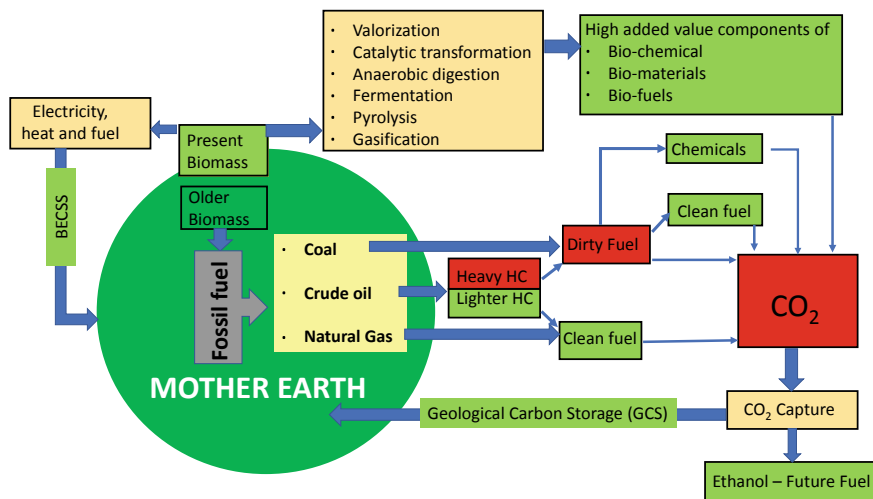 · Valorization
· Catalytic transformation
· Anaerobic digestion
· Fermentation
· Pyrolysis
· Gasification
High added value components of
· Bio-chemical
· Bio-materials
· Bio-fuels
Electricity,
heat and fuel
Present
Biomass
BECSS
Older
Biomass
Fossil fuel
· Coal
· Crude oil
· Natural Gas
Heavy HC
Lighter HC
Dirty Fuel
Chemicals
Clean fuel
Clean fuel
CO₂
MOTHER EARTH
Geological Carbon Storage (GCS)
CO₂ Capture
Ethanol – Future Fuel